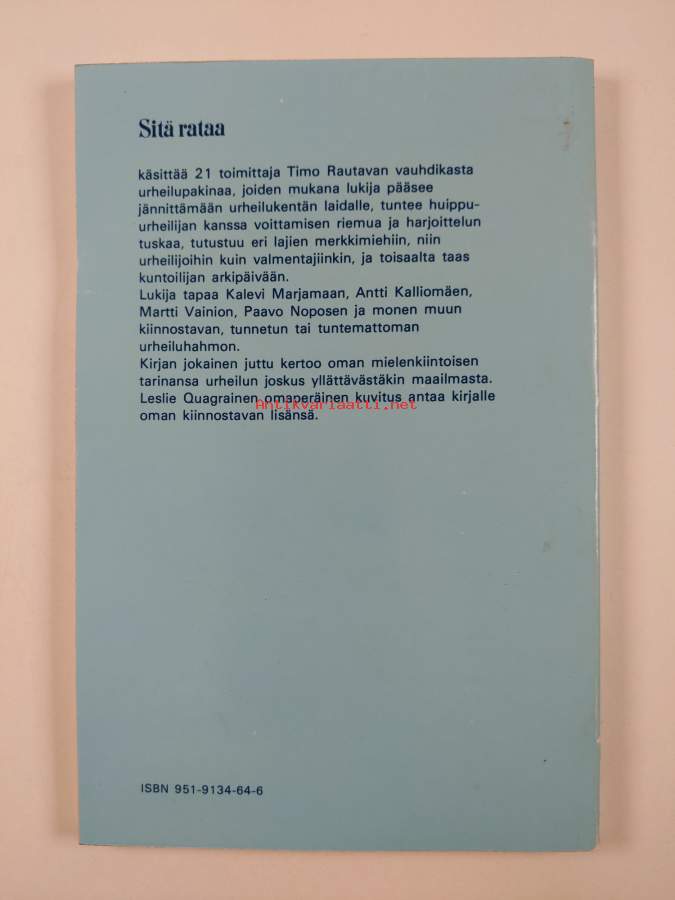 Sitä rataa
käsittää 21 toimittaja Timo Rautavan vauhdikasta
urheilupakinaa, joiden mukana lukija pääsee
jännittämään urheilukentän laidalle, tuntee huippu-
urheilijan kanssa voittamisen riemua ja harjoittelun
tuskaa, tutustuu eri lajien merkkimiehiin, niin
urheilijoihin kuin valmentajiinkin, ja toisaalta taas
kuntoilijan arkipäivään.
Lukija tapaa Kalevi Marjamaan, Antti Kalliomäen,
Martti Vainion, Paavo Noposen ja monen muun
kiinnostavan, tunnetun tai tuntemattoman
urheiluhahmon.
Kirjan jokainen juttu kertoo oman mielenkiintoisen
tarinansa urheilun joskus yllättävästäkin maailmasta.
Leslie Quagrainen omaperäinen kuvitus antaa kirjalle
Antikvariaatti.net
oman kiinnostavan lisänsä.
ISBN 951-9134-64-6